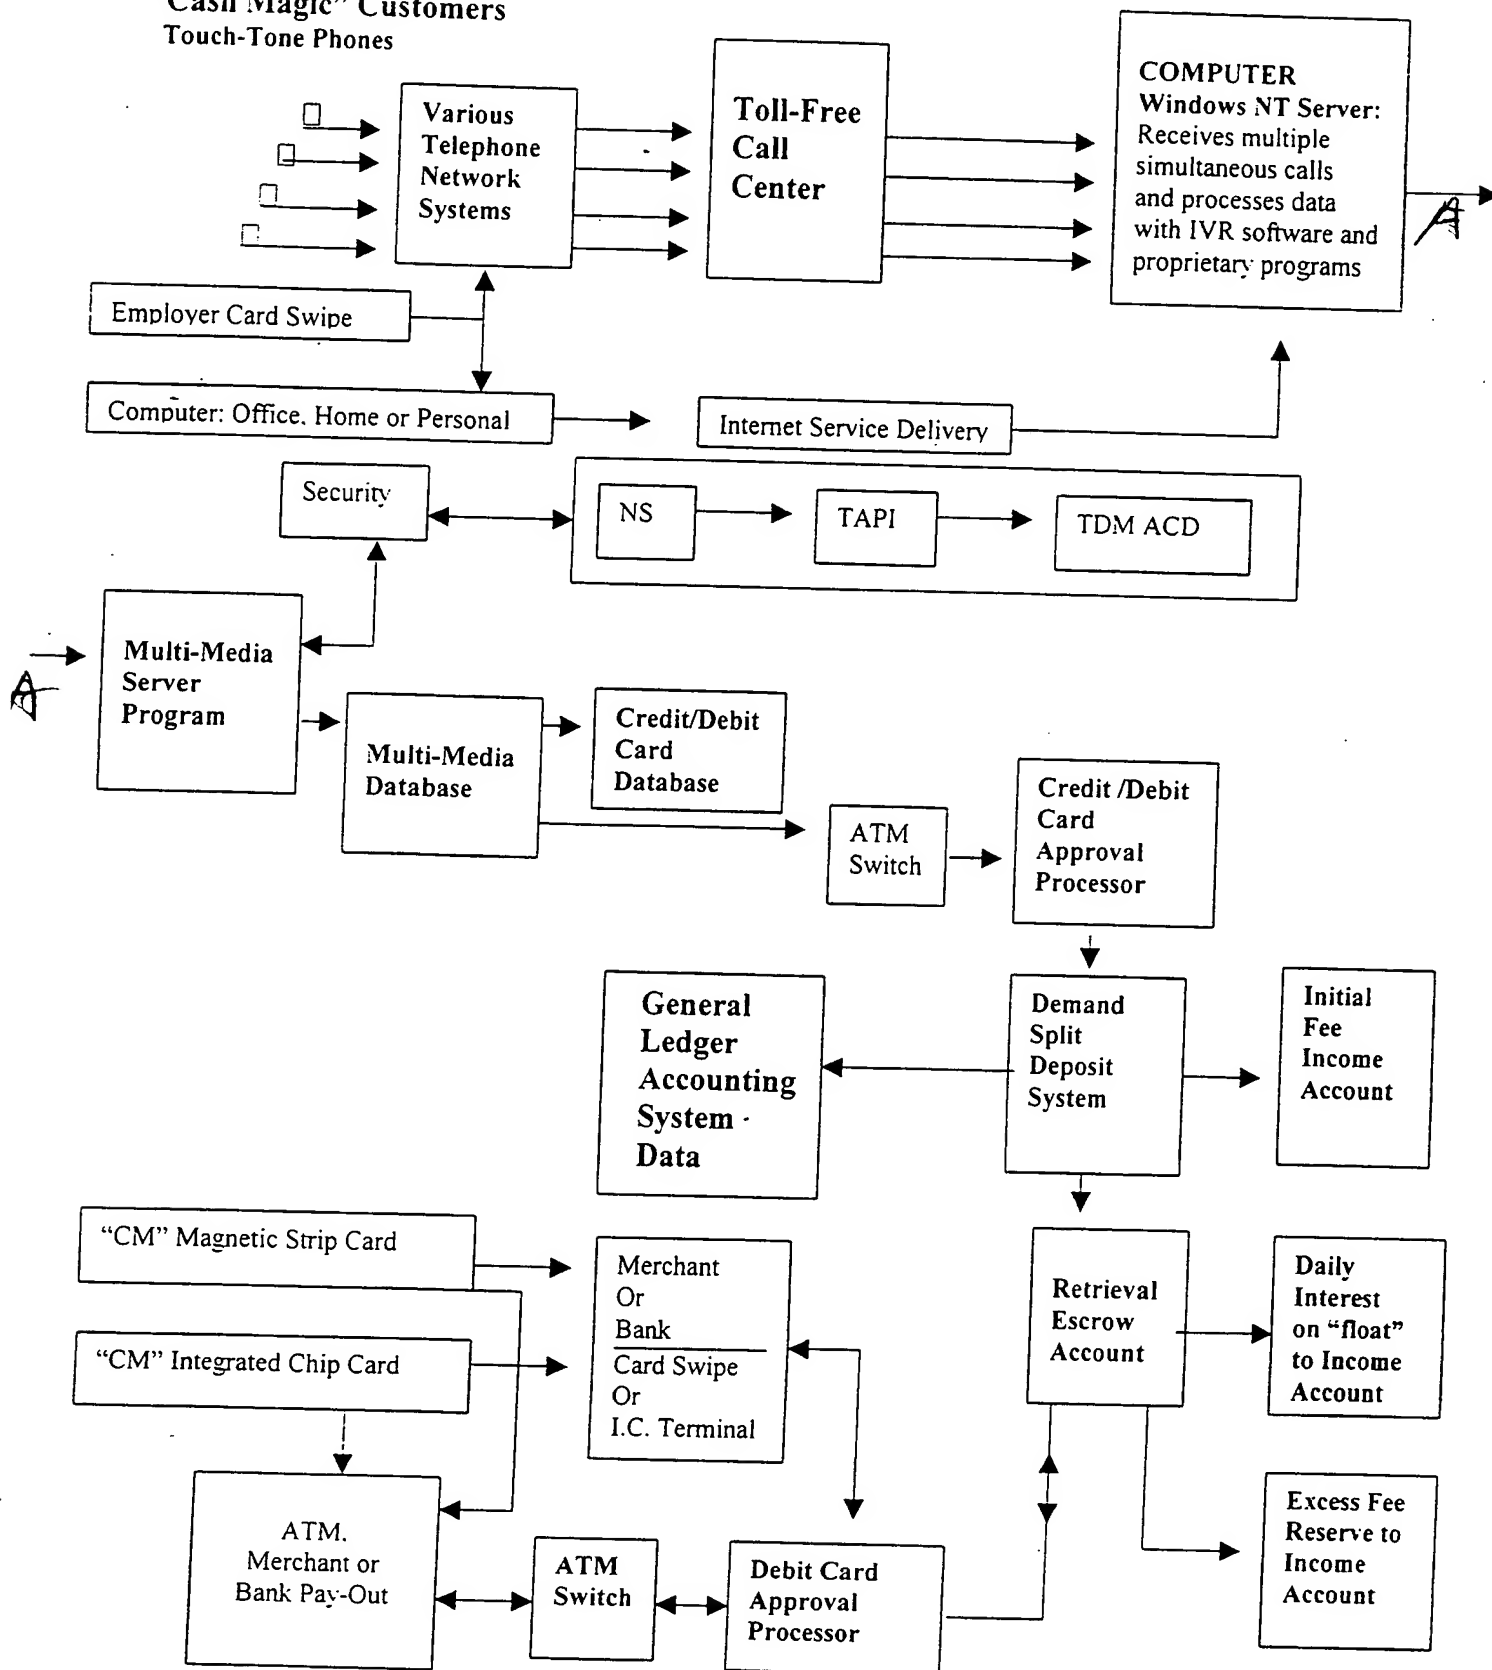 Cash Magic" Customers
Touch-Tone Phones
Various
Telephone
Network
Systems
Toll-Free
Call
Center
COMPUTER
Windows NT Server:
Receives multiple
simultaneous calls
and processes data
with IVR software and
proprietary programs
A
Employer Card Swipe
Computer: Office, Home or Personal
Internet Service Delivery
Security
NS
TAPI
TDM ACD
A
Multi-Media
Server
Program
Multi-Media
Database
Credit/Debit
Card
Database
ATM
Switch
Credit /Debit
Card
Approval
Processor
General
Ledger
Accounting
System
Data
Demand
Split
Deposit
System
Initial
Fee
Income
Account
"CM" Magnetic Strip Card
"CM" Integrated Chip Card
Merchant
Or
Bank
Card Swipe
Or
I.C. Terminal
Retrieval
Escrow
Account
Daily
Interest
on "float"
to Income
Account
ATM.
Merchant or
Bank Pay-Out
ATM
Switch
Debit Card
Approval
Processor
Excess Fee
Reserve to
Income
Account